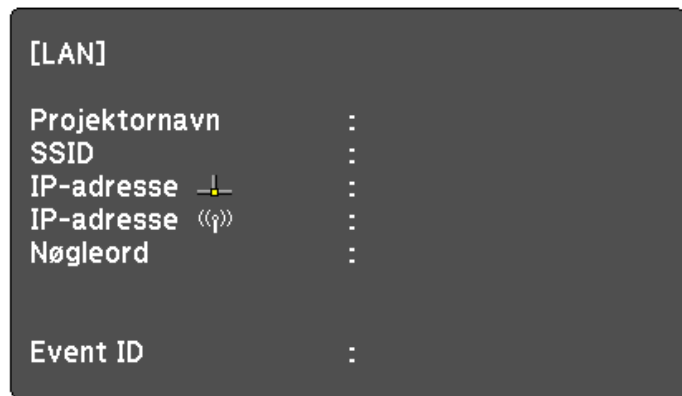 [LAN]
Projektornavn :
SSID :
IP-adresse :
IP-adresse :
Nøgleord :
Event ID :